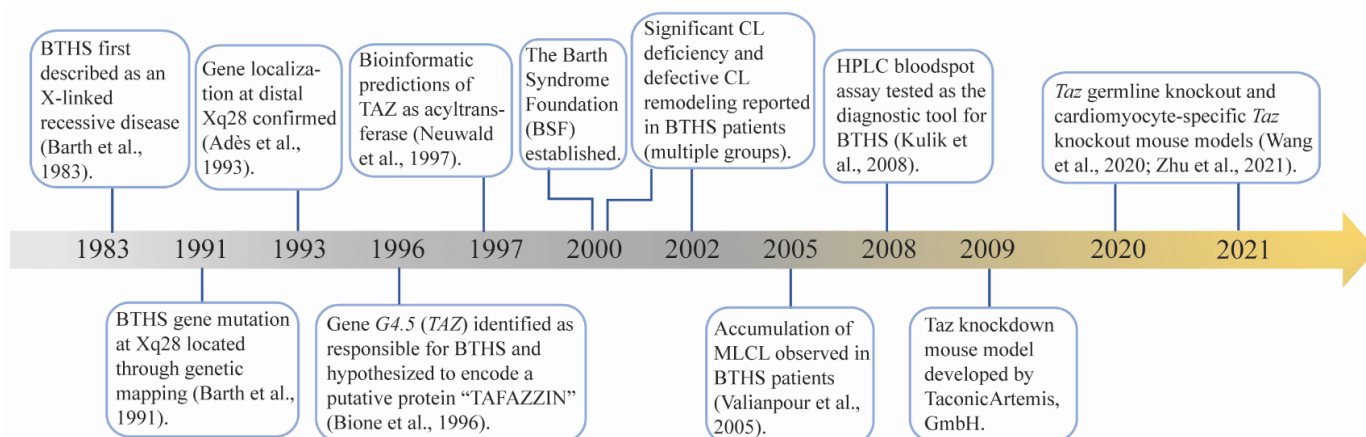 BTHS first
described as an
X-linked
recessive disease
(Barth et al.,
1983).
Gene localiza-
tion at distal
Xq28 confirmed
(Adès et al.,
1993).
Bioinformatic
predictions of
TAZ as acyltrans-
ferase (Neuwald
et al., 1997).
The Barth
Syndrome
Foundation
(BSF)
established.
Significant CL
deficiency and
defective CL
remodeling reported
in BTHS patients
(multiple groups).
HPLC bloodspot
assay tested as the
diagnostic tool for
BTHS (Kulik et
al., 2008).
Taz germline knockout and
cardiomyocyte-specific Taz
knockout mouse models (Wang
et al., 2020; Zhu et al., 2021).
1983 1991 1993 1996 1997 2000 2002 2005 2008 2009 2020 2021
BTHS gene mutation
at Xq28 located
through genetic
mapping (Barth et al.,
1991).
Gene G4.5 (TAZ) identified as
responsible for BTHS and
hypothesized to encode a
putative protein “TAFAZZIN”
(Bione et al., 1996).
Accumulation of
MLCL observed in
BTHS patients
(Valianpour et al.,
2005).
Taz knockdown
mouse model
developed by
TaconicArtemis,
GmbH.